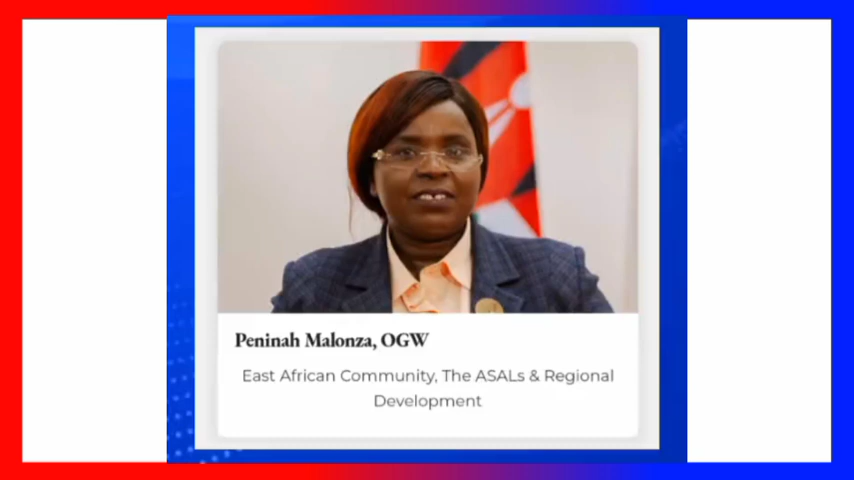 Peninah Malonza, OGW
East African Community, The ASALs & Regional
Development